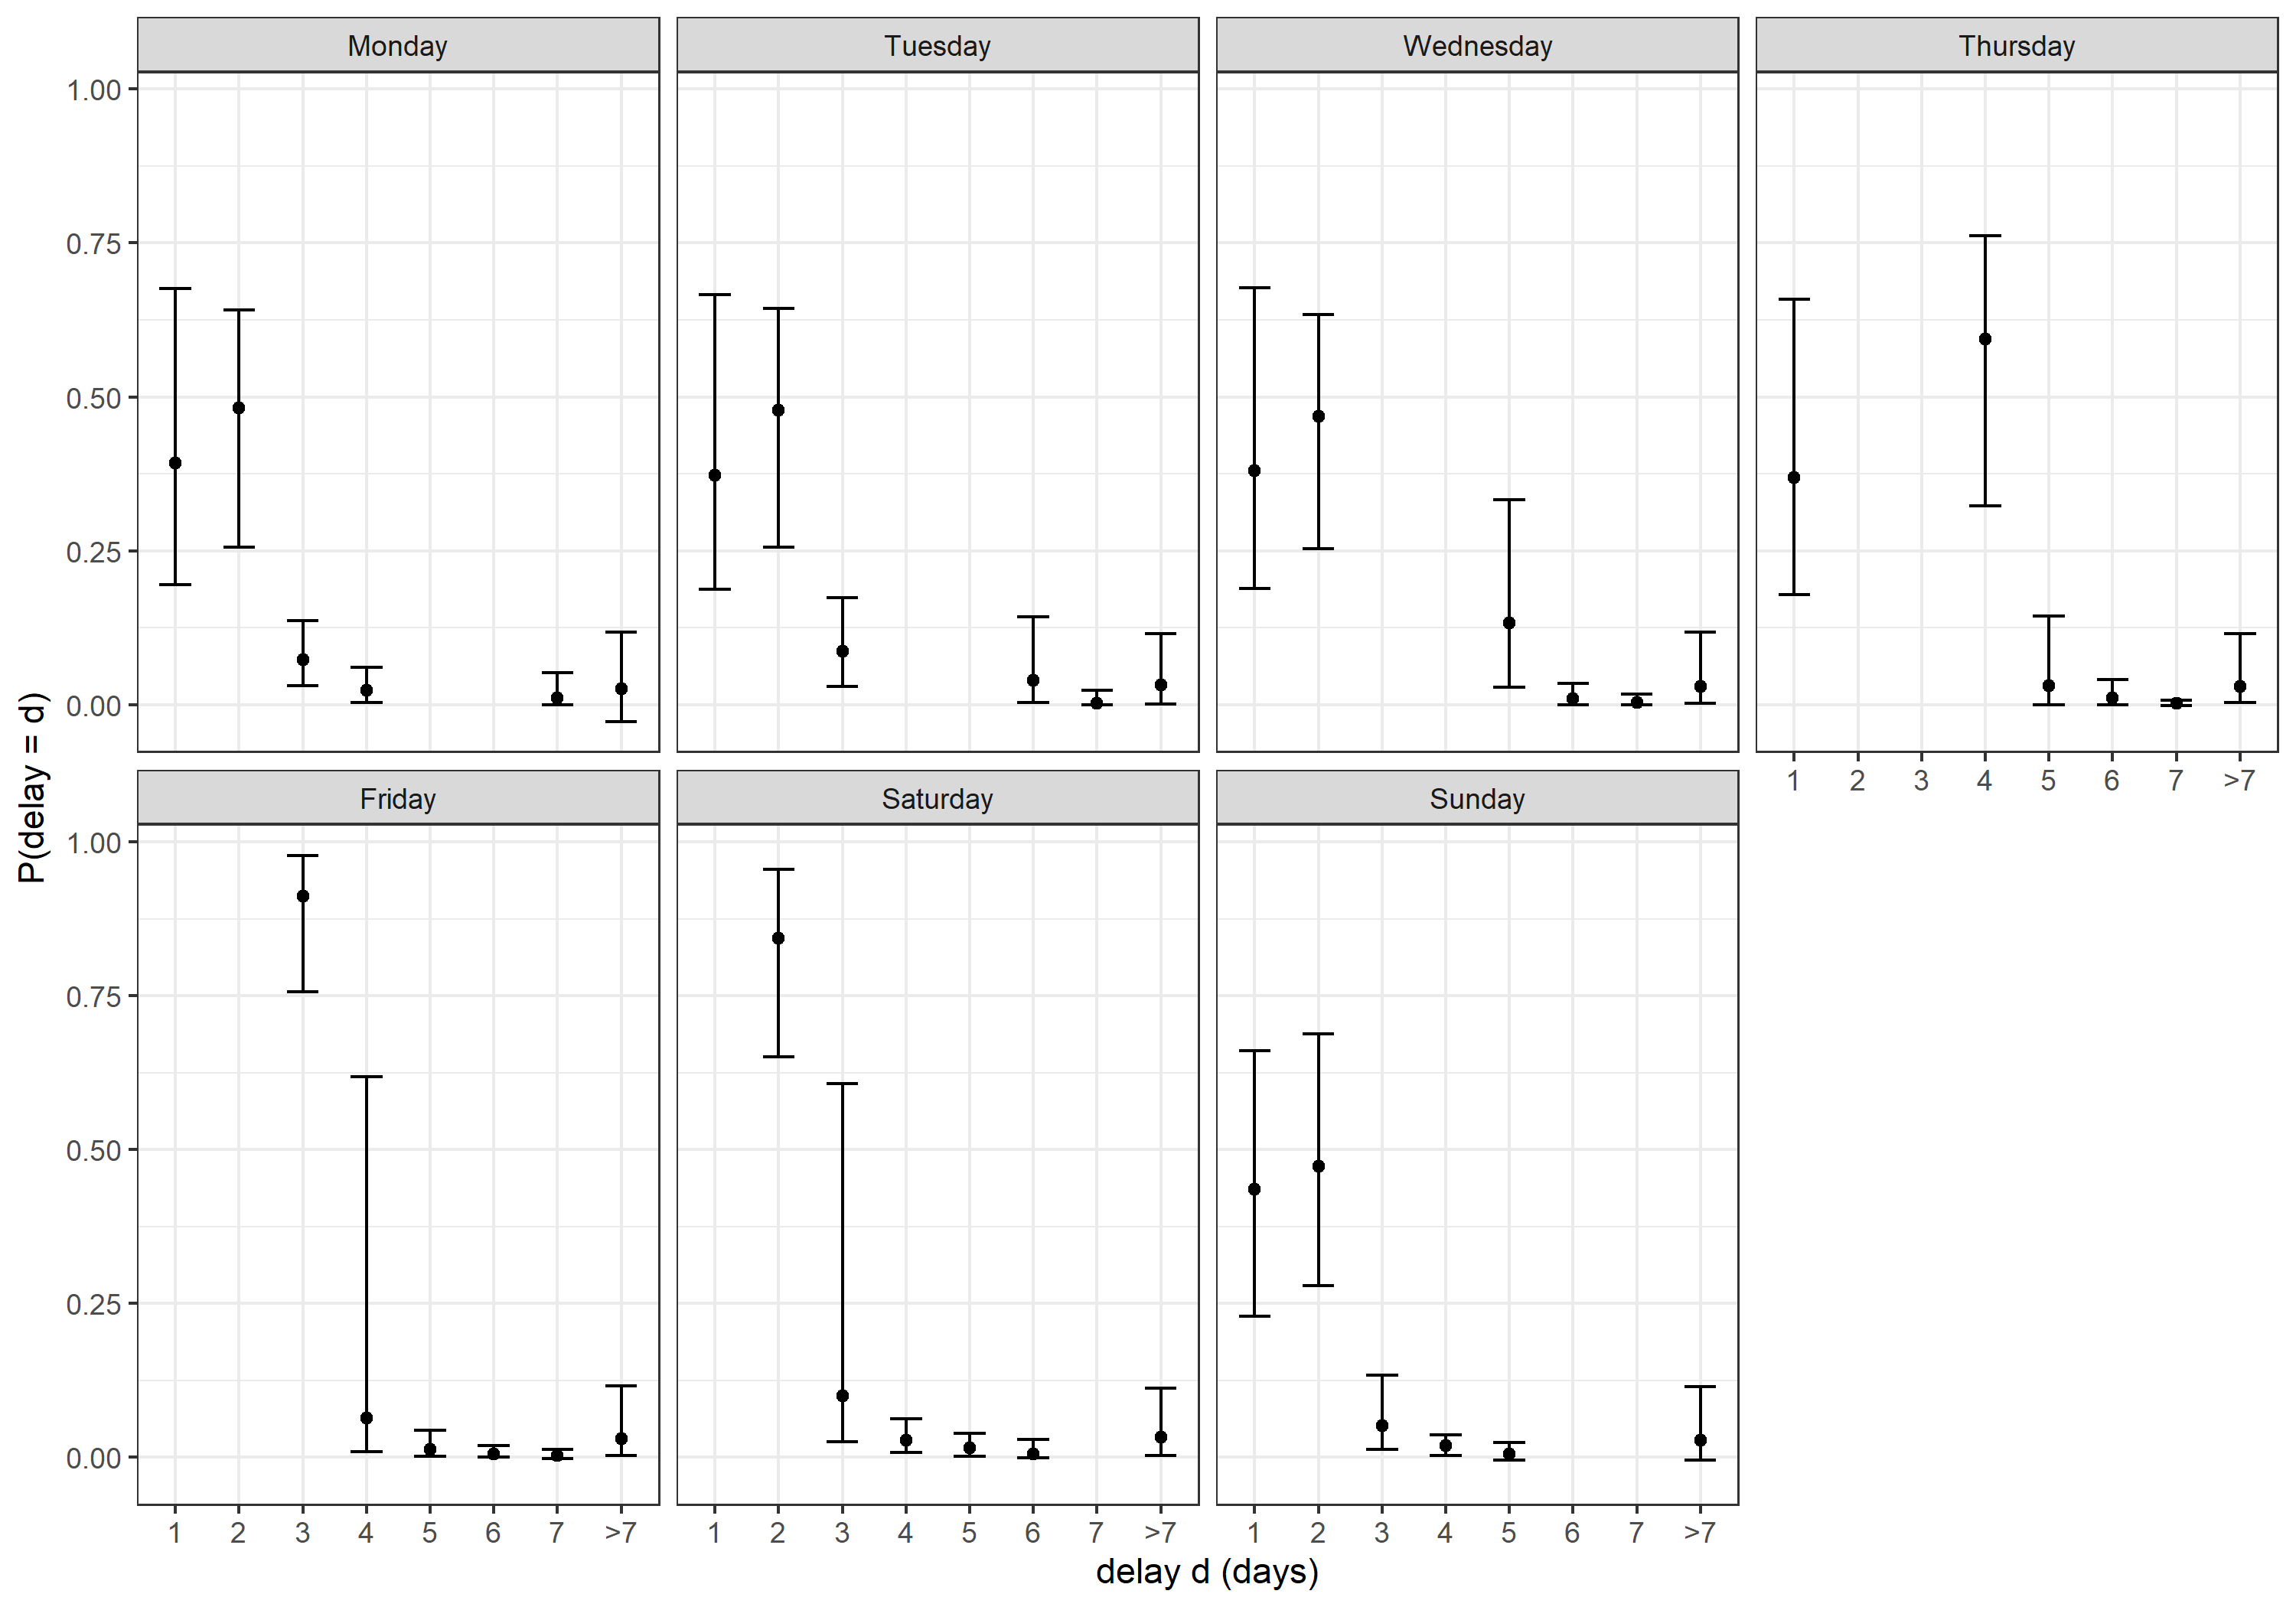 Monday Tuesday Wednesday Thursday
1.00
0.75
0.50
0.25
0.00
1 2 3 4 5 6 7 >7
Friday Saturday Sunday
1.00
0.75
0.50
0.25
0.00
1 2 3 4 5 6 7 >7 1 2 3 4 5 6 7 >7 1 2 3 4 5 6 7 >7
delay d (days)
P(delay = d)